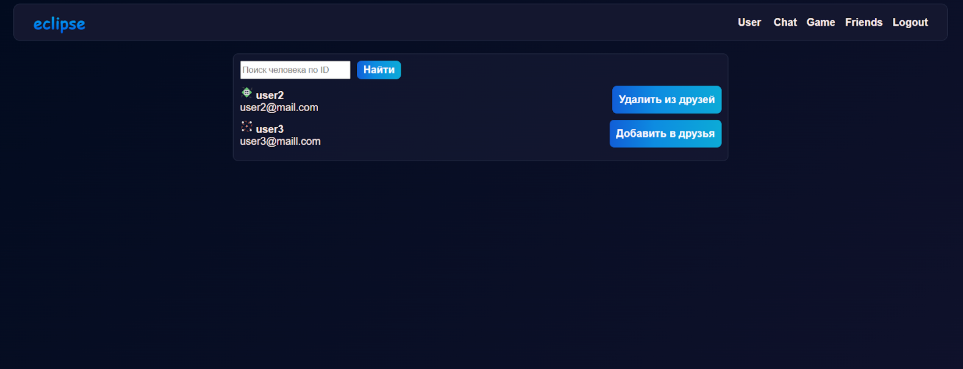 eclipse
User Chat Game Friends Logout
Поиск человека по ID Найти
user2
user2@mail.com
Удалить из друзей
user3
user3@maill.com
Добавить в друзья